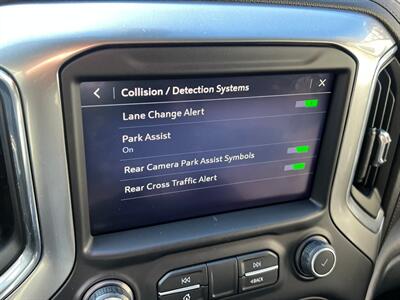 Collision / Detection Systems
Lane Change Alert
Park Assist
On
Rear Camera Park Assist Symbols
Rear Cross Traffic Alert
BACK